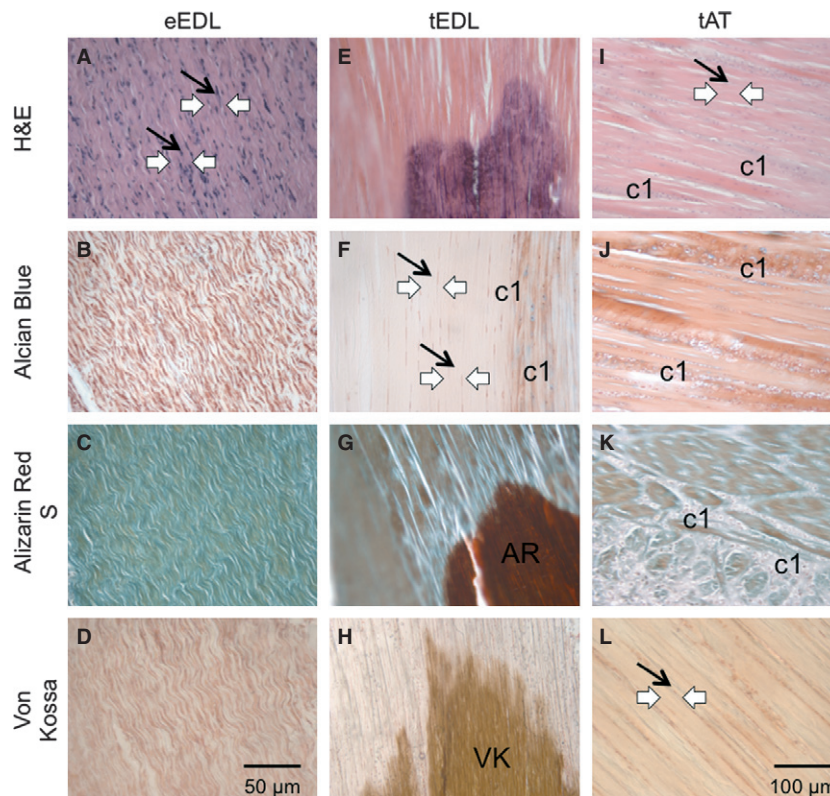 eEDL tEDL tAT
H&E
A E I
c1
c1
Alcian Blue
B F J
c1
c1
c1
c1
Alizarin Red
S
C G K
AR
c1
c1
Von
Kossa
D H L
VK
50 µm
100 µm